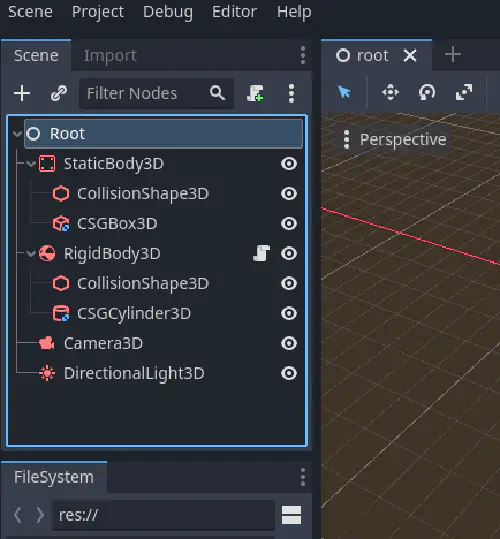 Scene Project Debug Editor Help
Scene Import
root
Filter Nodes
Perspective
Root
StaticBody3D
CollisionShape3D
CSGBox3D
RigidBody3D
CollisionShape3D
CSGCylinder3D
Camera3D
DirectionalLight3D
FileSystem
res://